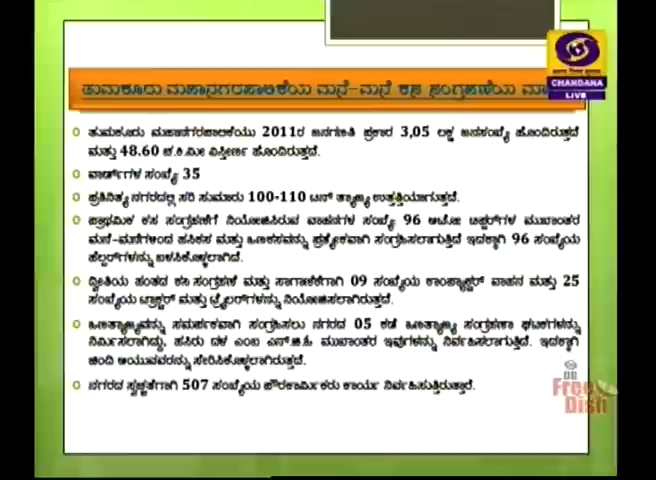 CHANDANA
LIVE
ತುಮಕೂರು ಮಹಾನಗರಪಾಲಿಕೆಯ ಮನೆ-ಮನೆ ಕಸ ಸಂಗ್ರಹಣೆಯ
ತುಮಕೂರು ಮಹಾನಗರಪಾಲಿಕೆಯು 2011ರ ಜನಗಣತಿ ಪ್ರಕಾರ 3,05 ಲಕ್ಷ ಜನಸಂಖ್ಯೆ ಹೊಂದಿರುತ್ತದೆ
ಮತ್ತು 48.60 ಚ.ಕಿ.ಮೀ ವಿಸ್ತೀರ್ಣ ಹೊಂದಿರುತ್ತದೆ.
ವಾರ್ಡ್‌ಗಳ ಸಂಖ್ಯೆ 35
ಪ್ರತಿನಿತ್ಯ ನಗರದಲ್ಲಿ ಸರಿ ಸುಮಾರು 100-110 ಟನ್ ತ್ಯಾಜ್ಯ ಉತ್ಪತ್ತಿಯಾಗುತ್ತದೆ.
ಪ್ರಾಥಮಿಕ ಕಸ ಸಂಗ್ರಹಣೆಗೆ ನಿಯೋಜಿಸಿರುವ ವಾಹನಗಳ ಸಂಖ್ಯೆ 96 ಆಟೋ ಟಿಪ್ಪರ್‌ಗಳ ಮುಖಾಂತರ
ಮನೆ-ಮನೆಗಳಿಂದ ಹಸಿಕಸ ಮತ್ತು ಒಣಕಸವನ್ನು ಪ್ರತ್ಯೇಕವಾಗಿ ಸಂಗ್ರಹಿಸಲಾಗುತ್ತಿದೆ ಇದಕ್ಕಾಗಿ 96 ಸಂಖ್ಯೆಯ
ಹೆಲ್ಪರ್‌ಗಳನ್ನು ಬಳಸಿಕೊಳ್ಳಲಾಗಿದೆ.
ದ್ವಿತೀಯ ಹಂತದ ಕಸ ಸಂಗ್ರಹಣೆ ಮತ್ತು ಸಾಗಾಣಿಕೆಗಾಗಿ 09 ಸಂಖ್ಯೆಯ ಕಾಂಪ್ಯಾಕ್ಟರ್ ವಾಹನ ಮತ್ತು 25
ಸಂಖ್ಯೆಯ ಟ್ರಾಕ್ಟರ್ ಮತ್ತು ಟ್ರೈಲರ್‌ಗಳನ್ನು ನಿಯೋಜಿಸಲಾಗಿರುತ್ತದೆ.
ಒಣತ್ಯಾಜ್ಯವನ್ನು ಸಮರ್ಪಕವಾಗಿ ಸಂಗ್ರಹಿಸಲು ನಗರದ 05 ಕಡೆ ಒಣತ್ಯಾಜ್ಯ ಸಂಗ್ರಹಣಾ ಘಟಕಗಳನ್ನು
ನಿರ್ಮಿಸಲಾಗಿದ್ದು, ಹಸಿರು ದಳ ಎಂಬ ಎನ್.ಜಿ.ಓ ಮುಖಾಂತರ ಇವುಗಳನ್ನು ನಿರ್ವಹಿಸಲಾಗುತ್ತಿದೆ. ಇದಕ್ಕಾಗಿ
ಚಿಂದಿ ಆಯುವವರನ್ನು ಸೇರಿಸಿಕೊಳ್ಳಲಾಗಿರುತ್ತದೆ.
ನಗರದ ಸ್ವಚ್ಛತೆಗಾಗಿ 507 ಸಂಖ್ಯೆಯ ಪೌರಕಾರ್ಮಿಕರು ಕಾರ್ಯ ನಿರ್ವಹಿಸುತ್ತಿರುತ್ತಾರೆ.
DD
Free
Dish